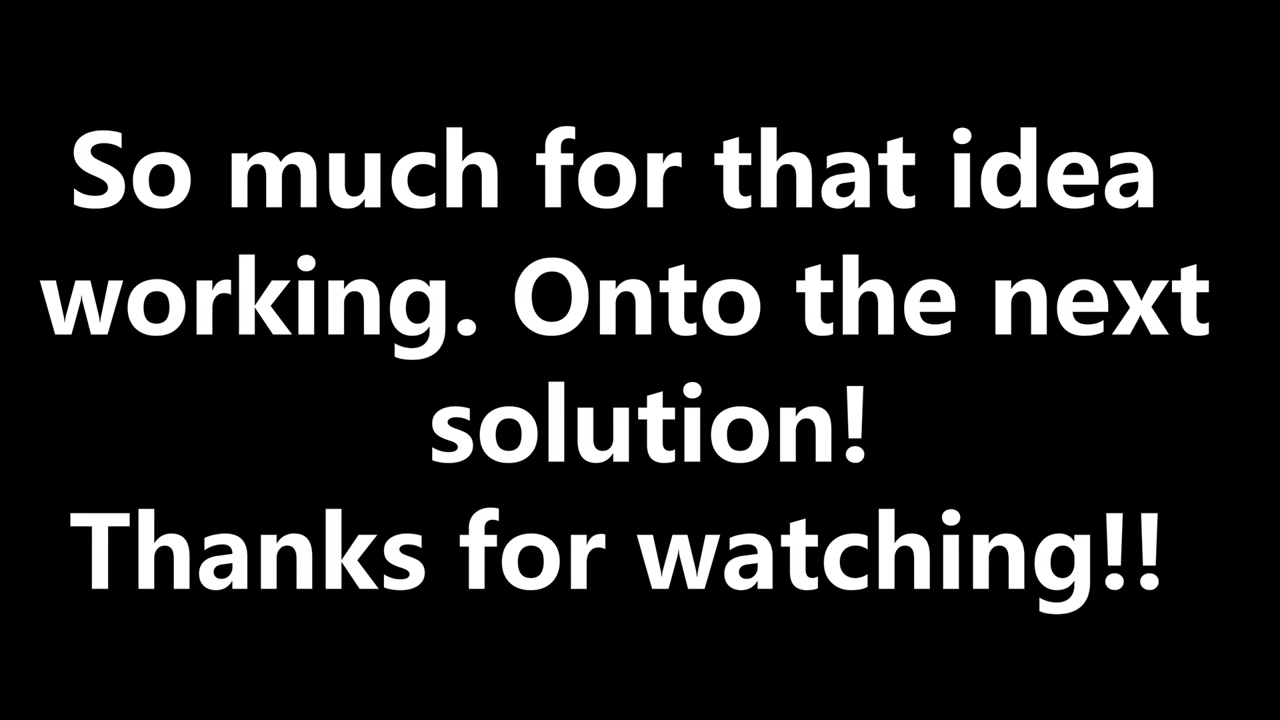 So much for that idea
working. Onto the next
solution!
Thanks for watching!!